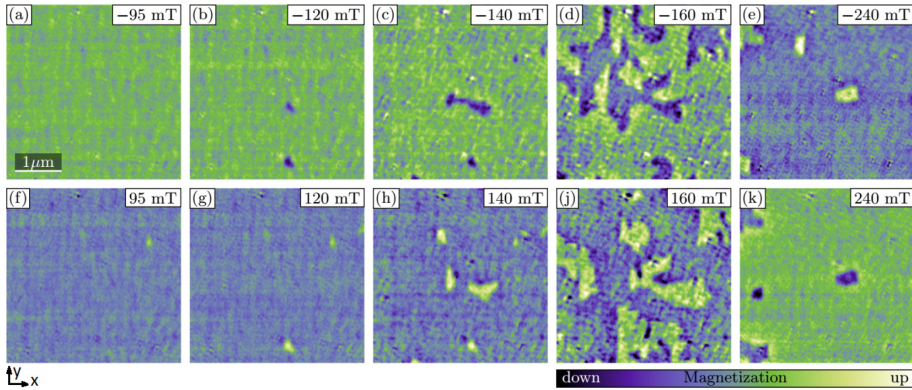 (a) −95 mT
(b) −120 mT
(c) −140 mT
(d) −160 mT
(e) −240 mT
1μm
(f) 95 mT
(g) 120 mT
(h) 140 mT
(j) 160 mT
(k) 240 mT
y
x
down Magnetization up